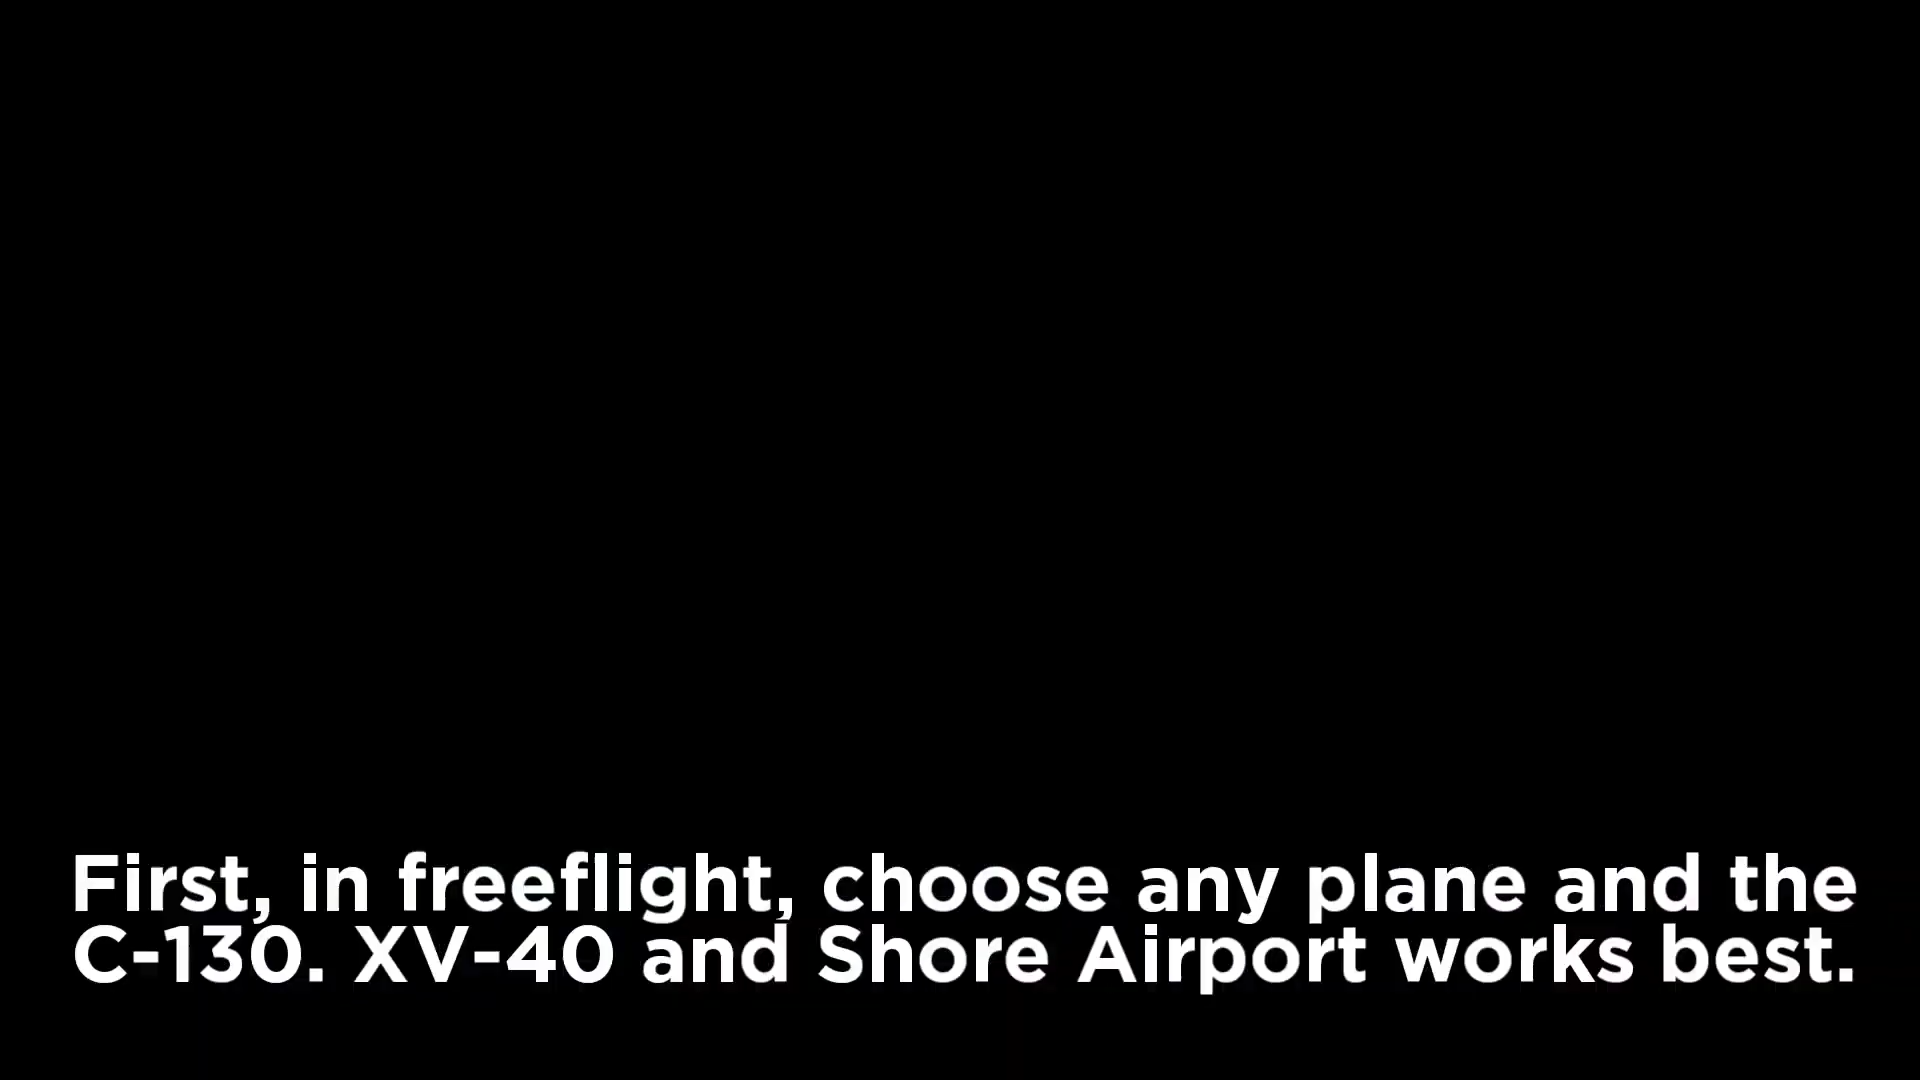 First, in freeflight, choose any plane and the
C-130. XV-40 and Shore Airport works best.